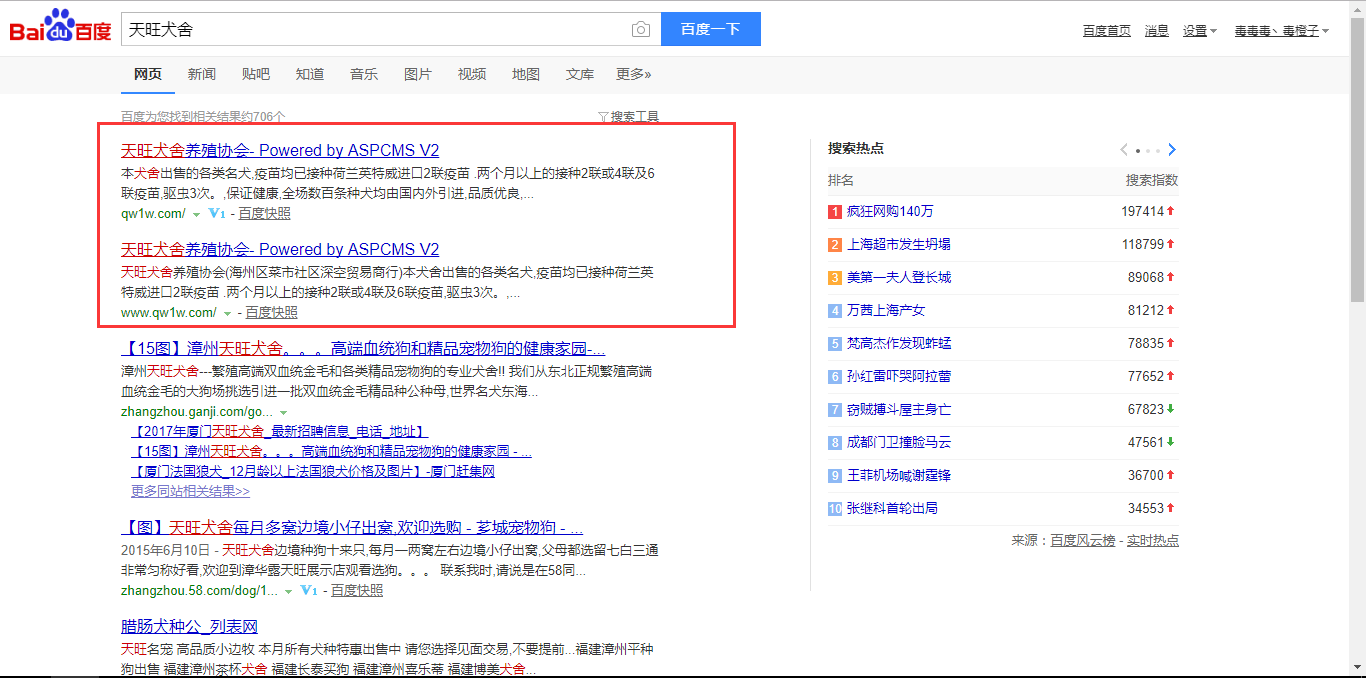 Bai du 百度
天旺犬舍
百度一下
百度首页 消息 设置 毒毒毒丶毒橙子
网页 新闻 贴吧 知道 音乐 图片 视频 地图 文库 更多»
百度为您找到相关结果约706个
搜索工具
天旺犬舍养殖协会- Powered by ASPCMS V2
本犬舍出售的各类名犬,疫苗均已接种荷兰英特威进口2联疫苗 .两个月以上的接种2联或4联及6
联疫苗,驱虫3次。,保证健康,全场数百条种犬均由国内外引进,品质优良,...
qw1w.com/ V1 - 百度快照
天旺犬舍养殖协会- Powered by ASPCMS V2
天旺犬舍养殖协会(海州区菜市社区深空贸易商行)本犬舍出售的各类名犬,疫苗均已接种荷兰英
特威进口2联疫苗 .两个月以上的接种2联或4联及6联疫苗,驱虫3次。,...
www.qw1w.com/ - 百度快照
【15图】漳州天旺犬舍。。。高端血统狗和精品宠物狗的健康家园-...
漳州天旺犬舍---繁殖高端双血统金毛和各类精品宠物狗的专业犬舍!! 我们从东北正规繁殖高端
血统金毛的大狗场挑选引进一批双血统金毛精品种公种母,世界名犬东海...
zhangzhou.ganji.com/go...
【2017年厦门天旺犬舍_最新招聘信息_电话_地址】
【15图】漳州天旺犬舍。。。高端血统狗和精品宠物狗的健康家园 - ...
【厦门法国狼犬_12月龄以上法国狼犬价格及图片】-厦门赶集网
更多同站相关结果>>
【图】天旺犬舍每月多窝边境小仔出窝,欢迎选购 - 芗城宠物狗 - ...
2015年6月10日 - 天旺犬舍边境种狗十来只,每月一两窝左右边境小仔出窝,父母都选留七白三通
非常匀称好看,欢迎到漳华露天旺展示店观看选狗。。。 联系我时,请说是在58同...
zhangzhou.58.com/dog/1... V1 - 百度快照
腊肠犬种公_列表网
天旺名宠 高品质小边牧 本月所有犬种特惠出售中 请您选择见面交易,不要提前...福建漳州平种
狗出售 福建漳州茶杯犬舍 福建长泰买狗 福建漳州喜乐蒂 福建博美犬舍...
搜索热点
排名 搜索指数
1 疯狂网购140万 197414
2 上海超市发生坍塌 118799
3 美第一夫人登长城 89068
4 万茜上海产女 81212
5 梵高杰作发现蚱蜢 78835
6 孙红雷吓哭阿拉蕾 77652
7 窃贼搏斗屋主身亡 67823
8 成都门卫撞脸马云 47561
9 王菲机场喊谢霆锋 36700
10 张继科首轮出局 34553
来源：百度风云榜 - 实时热点